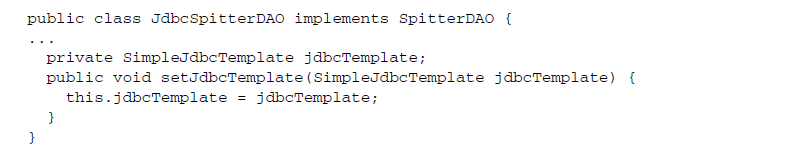 public class JdbcSpitterDAO implements SpitterDAO {
...
  private SimpleJdbcTemplate jdbcTemplate;
  public void setJdbcTemplate(SimpleJdbcTemplate jdbcTemplate) {
    this.jdbcTemplate = jdbcTemplate;
  }
}